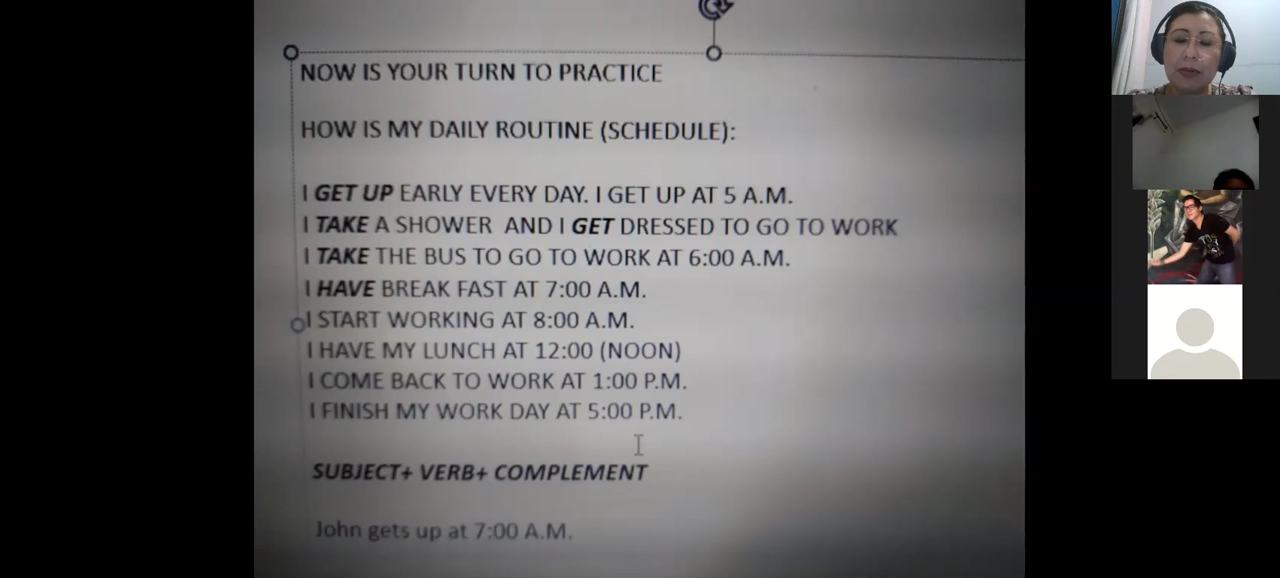 NOW IS YOUR TURN TO PRACTICE
HOW IS MY DAILY ROUTINE (SCHEDULE):
I GET UP EARLY EVERY DAY. I GET UP AT 5 A.M.
I TAKE A SHOWER AND I GET DRESSED TO GO TO WORK
I TAKE THE BUS TO GO TO WORK AT 6:00 A.M.
I HAVE BREAK FAST AT 7:00 A.M.
I START WORKING AT 8:00 A.M.
I HAVE MY LUNCH AT 12:00 (NOON)
I COME BACK TO WORK AT 1:00 P.M.
I FINISH MY WORK DAY AT 5:00 P.M.
SUBJECT+ VERB+ COMPLEMENT
John gets up at 7:00 A.M.